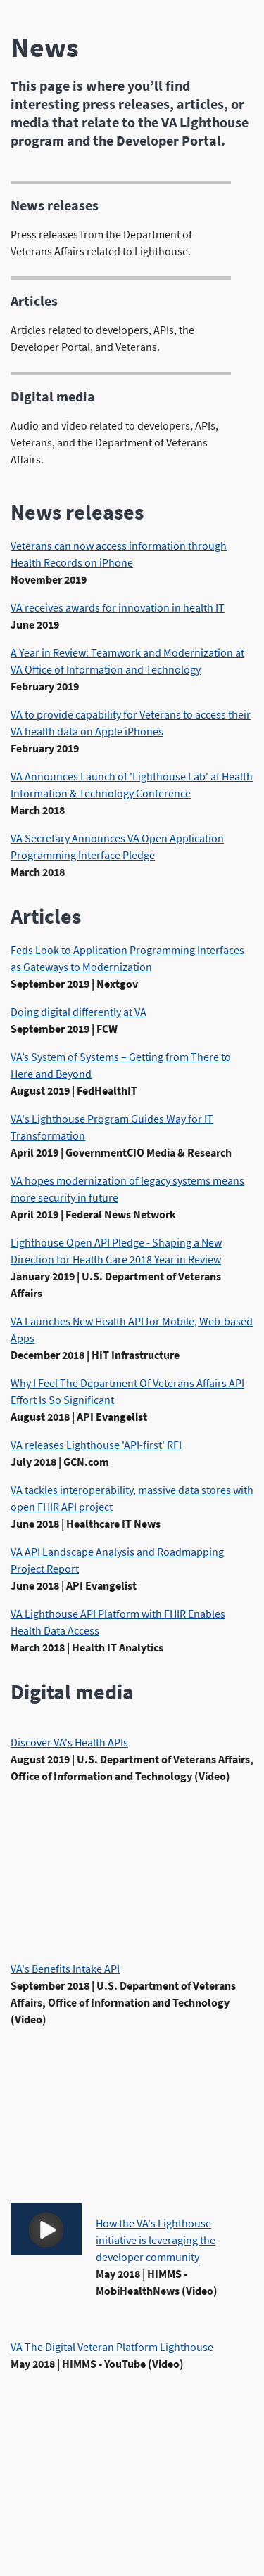 News
This page is where you’ll find
interesting press releases, articles, or
media that relate to the VA Lighthouse
program and the Developer Portal.
News releases
Press releases from the Department of
Veterans Affairs related to Lighthouse.
Articles
Articles related to developers, APIs, the
Developer Portal, and Veterans.
Digital media
Audio and video related to developers, APIs,
Veterans, and the Department of Veterans
Affairs.
News releases
Veterans can now access information through
Health Records on iPhone
November 2019
VA receives awards for innovation in health IT
June 2019
A Year in Review: Teamwork and Modernization at
VA Office of Information and Technology
February 2019
VA to provide capability for Veterans to access their
VA health data on Apple iPhones
February 2019
VA Announces Launch of 'Lighthouse Lab' at Health
Information & Technology Conference
March 2018
VA Secretary Announces VA Open Application
Programming Interface Pledge
March 2018
Articles
Feds Look to Application Programming Interfaces
as Gateways to Modernization
September 2019 | Nextgov
Doing digital differently at VA
September 2019 | FCW
VA’s System of Systems – Getting from There to
Here and Beyond
August 2019 | FedHealthIT
VA's Lighthouse Program Guides Way for IT
Transformation
April 2019 | GovernmentCIO Media & Research
VA hopes modernization of legacy systems means
more security in future
April 2019 | Federal News Network
Lighthouse Open API Pledge - Shaping a New
Direction for Health Care 2018 Year in Review
January 2019 | U.S. Department of Veterans
Affairs
VA Launches New Health API for Mobile, Web-based
Apps
December 2018 | HIT Infrastructure
Why I Feel The Department Of Veterans Affairs API
Effort Is So Significant
August 2018 | API Evangelist
VA releases Lighthouse 'API-first' RFI
July 2018 | GCN.com
VA tackles interoperability, massive data stores with
open FHIR API project
June 2018 | Healthcare IT News
VA API Landscape Analysis and Roadmapping
Project Report
June 2018 | API Evangelist
VA Lighthouse API Platform with FHIR Enables
Health Data Access
March 2018 | Health IT Analytics
Digital media
Discover VA's Health APIs
August 2019 | U.S. Department of Veterans Affairs,
Office of Information and Technology (Video)
VA's Benefits Intake API
September 2018 | U.S. Department of Veterans
Affairs, Office of Information and Technology
(Video)
How the VA's Lighthouse
initiative is leveraging the
developer community
May 2018 | HIMMS -
MobiHealthNews (Video)
VA The Digital Veteran Platform Lighthouse
May 2018 | HIMMS - YouTube (Video)